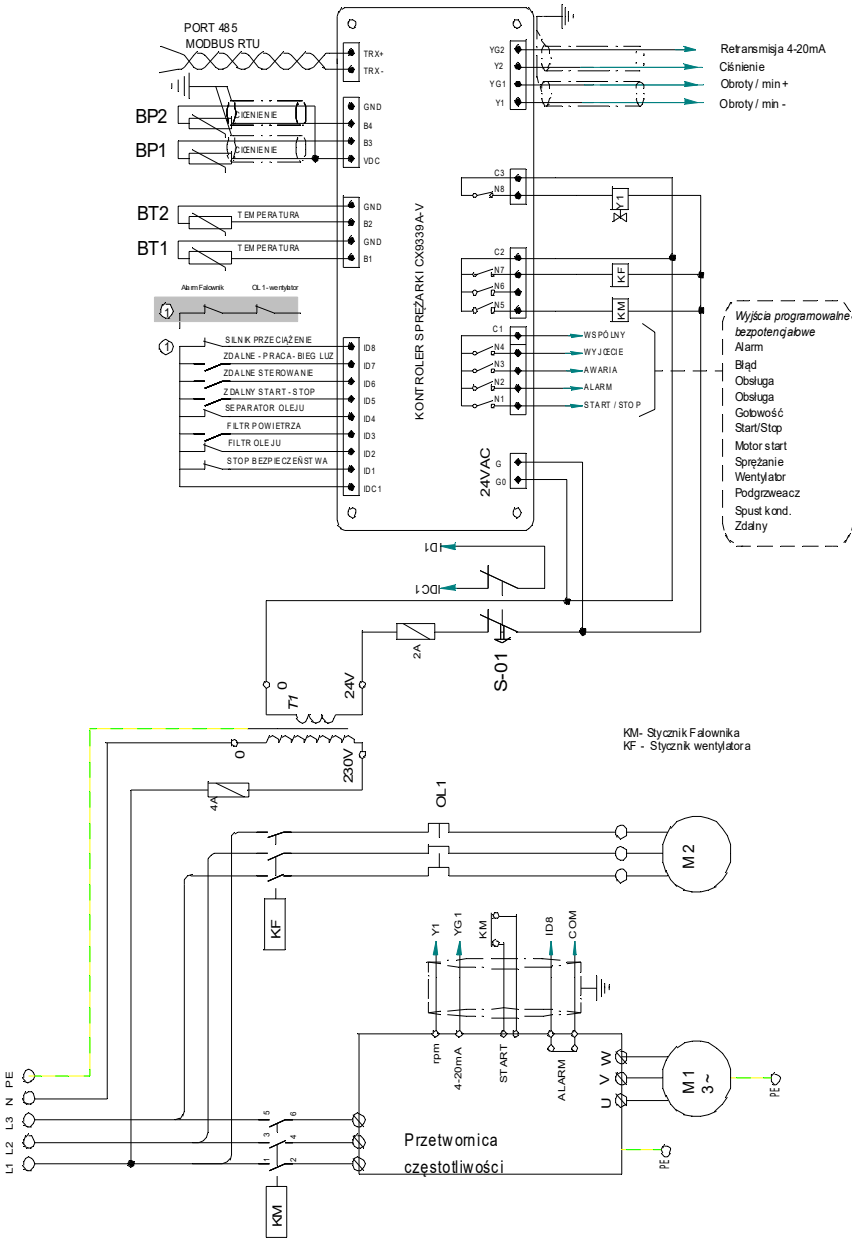 PORT 485
MODBUS RTU
TRX+
TRX-
BP2
CIŒNIENIE
GND
B4
BP1
CIŒNIENIE
B3
VDC
BT2
TEMPERATURA
GND
B2
BT1
TEMPERATURA
GND
B1
Alarm Falownik
OL 1- wentylator
1
1
SILNIK PRZECIĄŻENIE
ZDALNE - PRACA - BIEG LUZ
ZDALNE STEROWANIE
ZDALNY START - STOP
SEPARATOR OLEJU
FILTR POWIETRZA
FILTR OLEJU
STOP BEZPIECZEŃSTWA
ID8
ID7
ID6
ID5
ID4
ID3
ID2
ID1
IDC1
KONTROLER SPRĘŻARKI CX9339A-V
YG2
Y2
YG1
Y1
Retransmisja 4-20mA
Ciśnienie
Obroty / min +
Obroty / min -
C3
N8
Y1
C2
N7
N6
N5
KF
KM
C1
N4
N3
N2
N1
WSPÓLNY
WYJŒCIE
AWARIA
ALARM
START / STOP
24VAC
G
G0
Wyjścia programowalne
bezpotencjałowe
Alarm
Błąd
Obsługa
Obsługa
Gotowość
Start/Stop
Motor start
Sprężanie
Wentylator
Podgrzweacz
Spust kond.
Zdalny
ID1
IDC1
2A
S-01
0
T1
24V
0
230V
4A
KM- Stycznik Falownika
KF - Stycznik wentylatora
OL1
M2
KF
Y1
YG1
KM
ID8
COM
rpm
4-20mA
START
ALARM
U V W
M1
3~
PE
PE
Przetwornica
częstotliwości
L1 L2 L3 N PE
1 3 5
2 4 6
KM